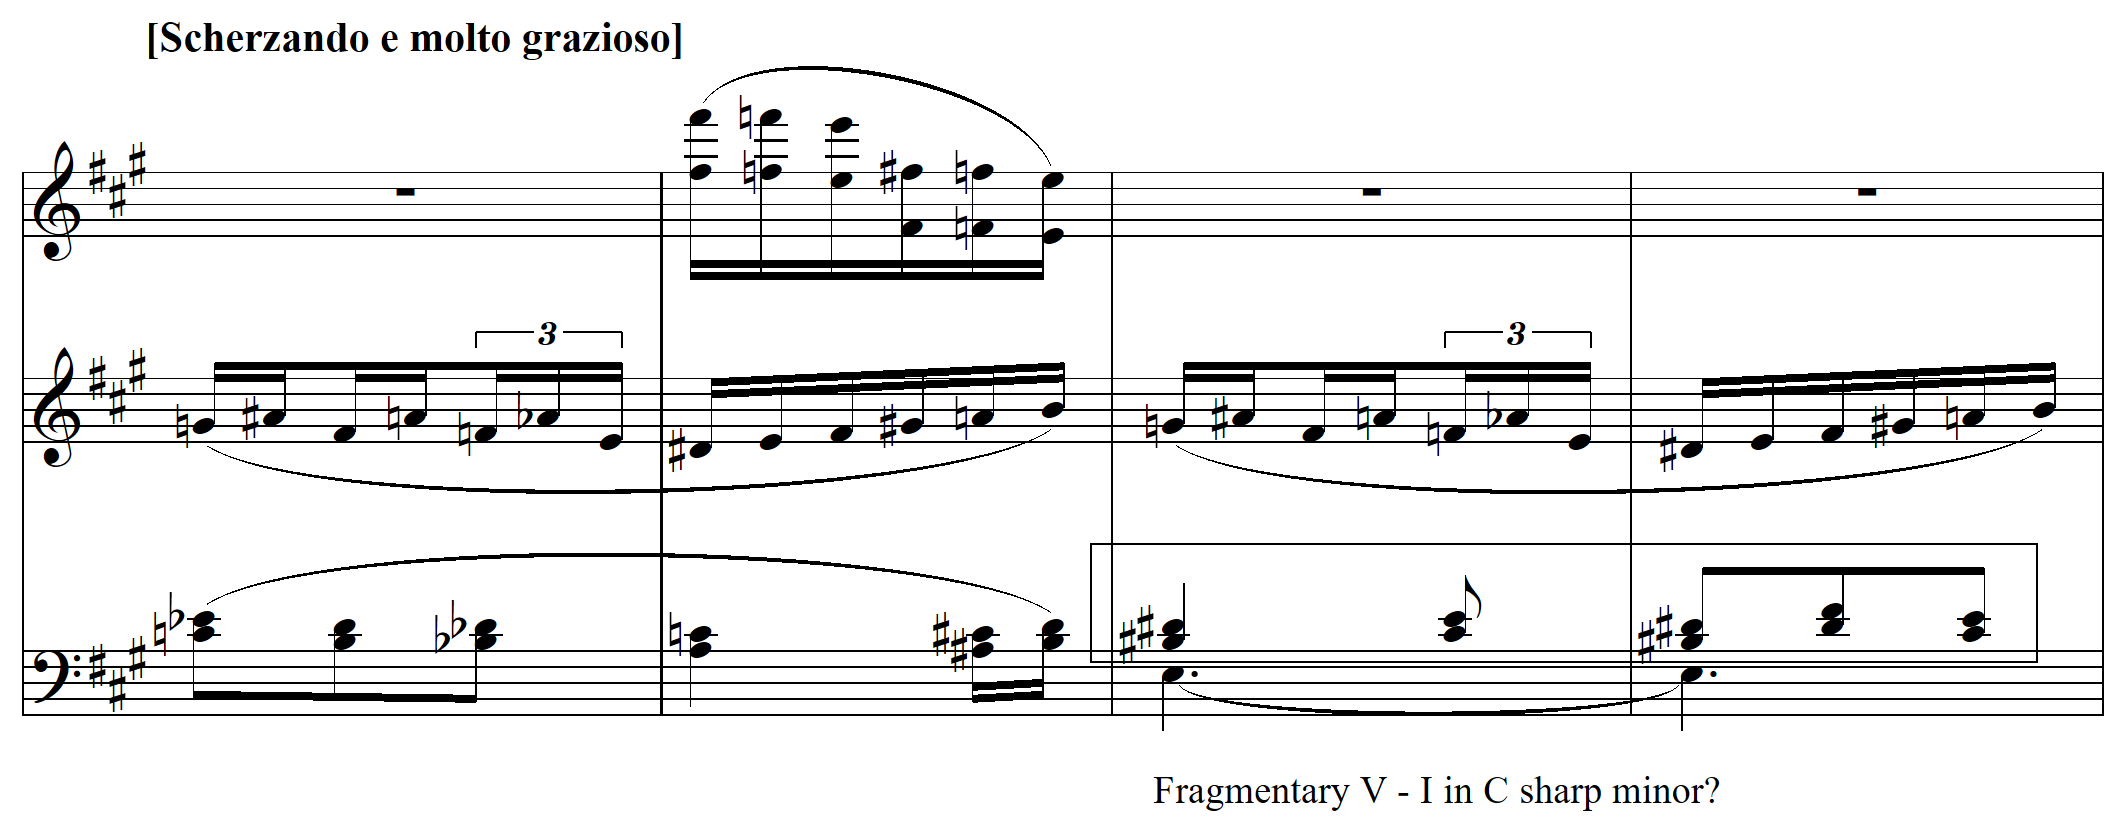 [Scherzando e molto grazioso]
3
3
Fragmentary V - I in C sharp minor?